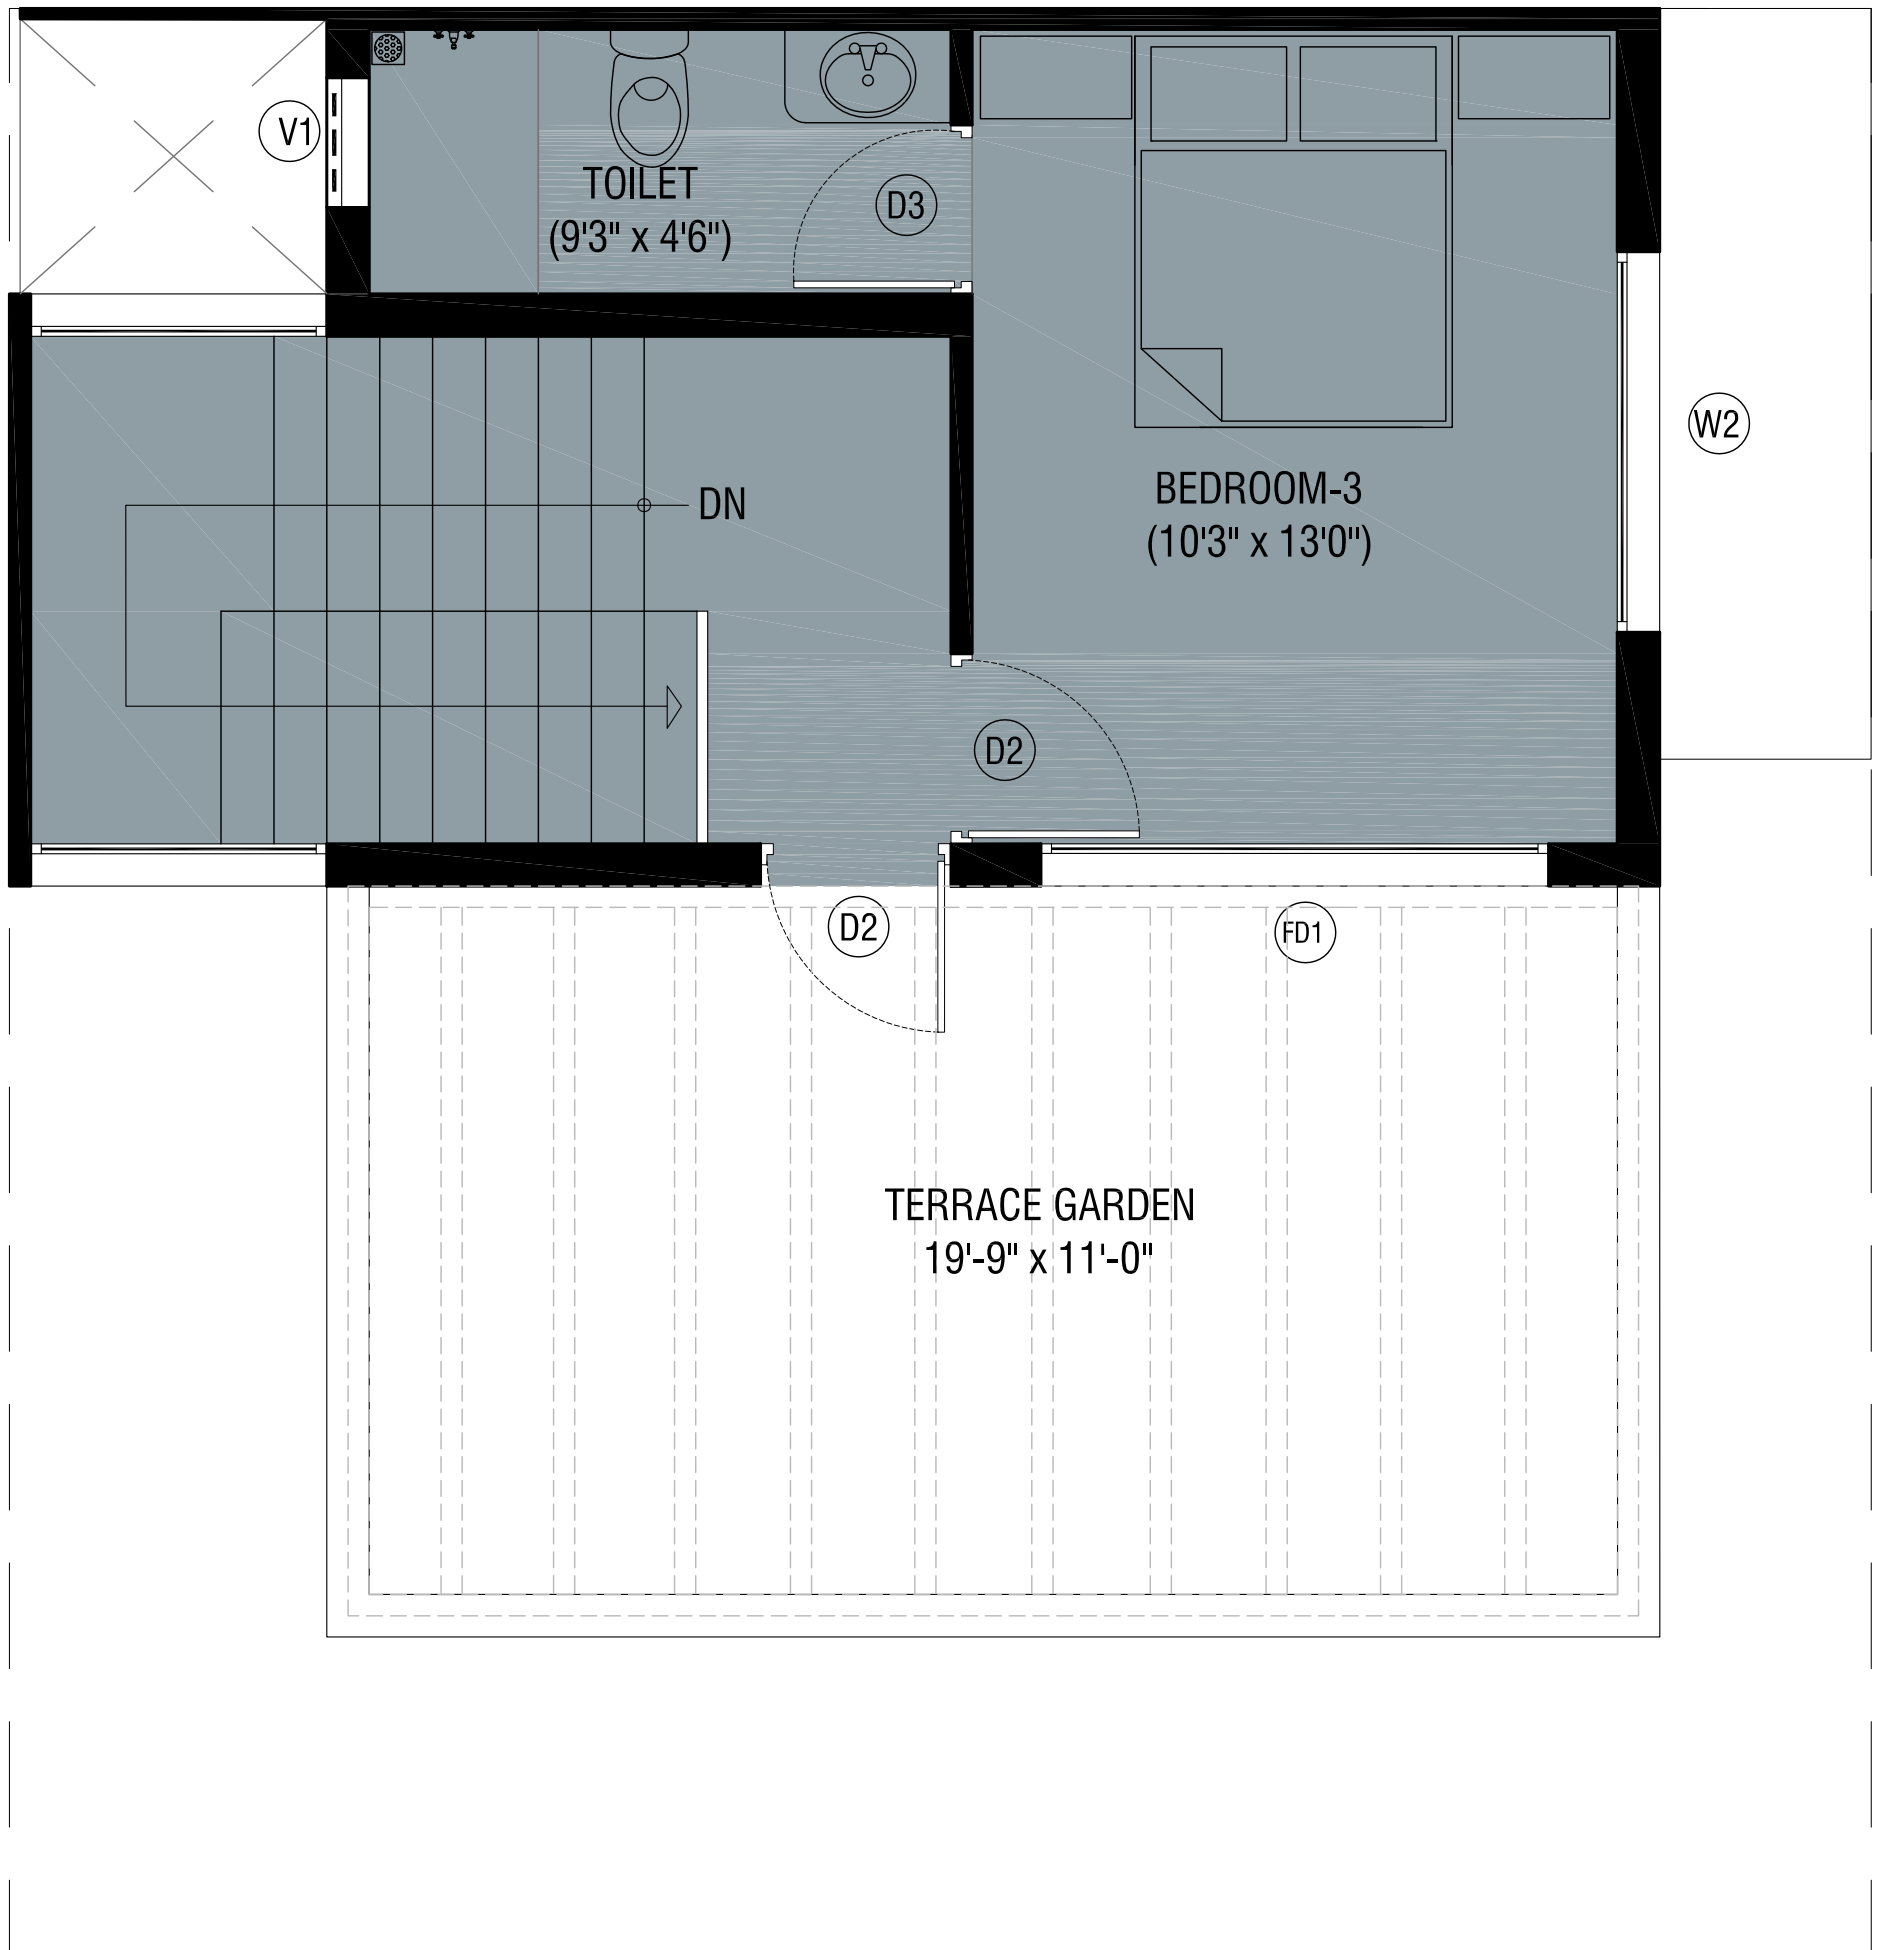 V1
TOILET
(9'3" x 4'6")
D3
W2
BEDROOM-3
(10'3" x 13'0")
DN
D2
D2
FD1
TERRACE GARDEN
19'-9" x 11'-0"